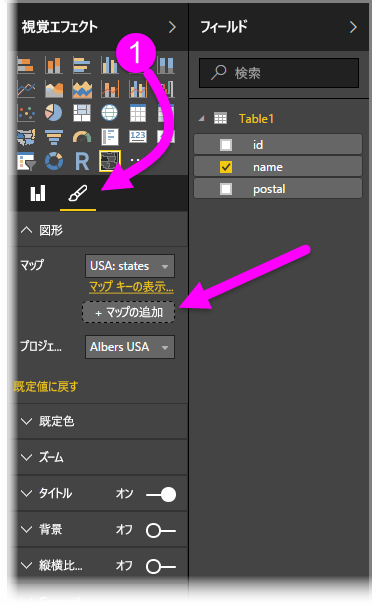 視覚エフェクト
1
R
123
図形
マップ
USA: states
マップ キーの表示...
+ マップの追加
プロジェ...
Albers USA
既定値に戻す
既定色
ズーム
タイトル
オン
背景
オフ
縦横比...
オフ
フィールド
検索
Table1
id
name
postal